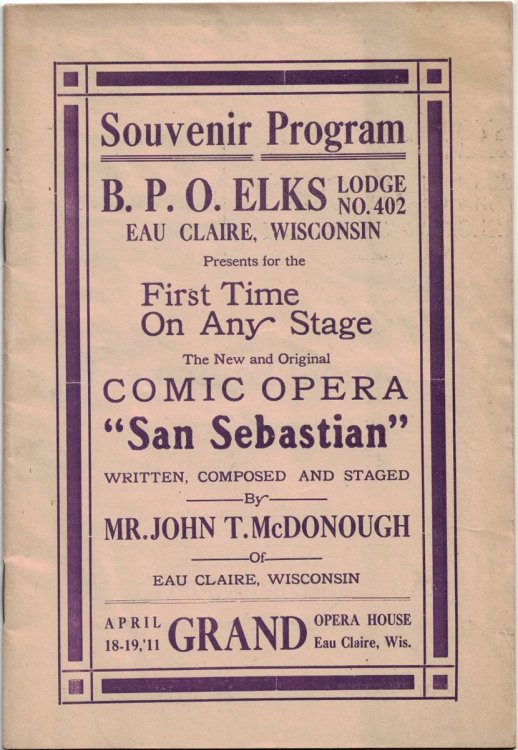 Souvenir Program
B. P. O. ELKS LODGE NO. 402
EAU CLAIRE, WISCONSIN
Presents for the
First Time
On Any Stage
The New and Original
COMIC OPERA
"San Sebastian"
WRITTEN, COMPOSED AND STAGED
By
MR. JOHN T. McDONOUGH
Of
EAU CLAIRE, WISCONSIN
APRIL 18-19, '11 GRAND OPERA HOUSE Eau Claire, Wis.